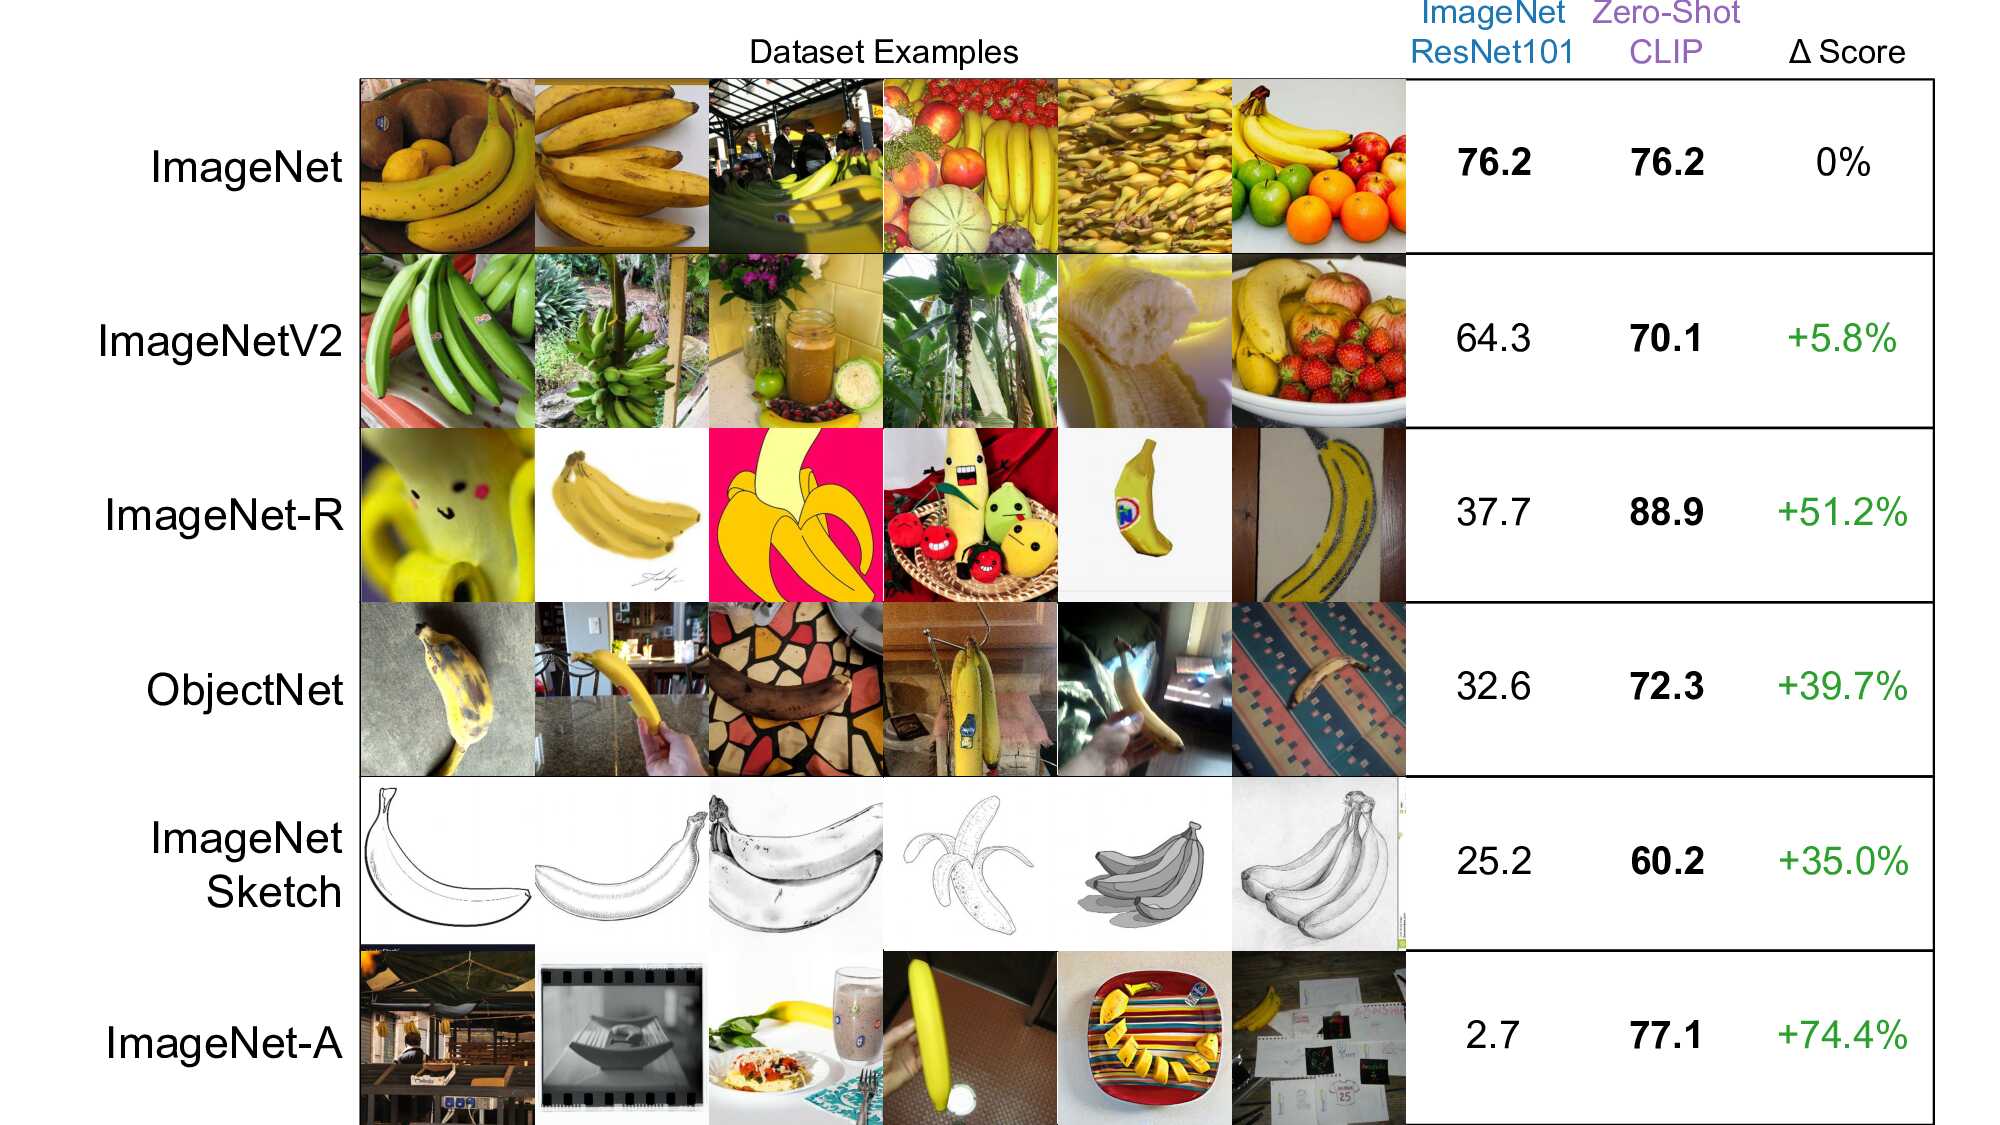 ImageNet Zero-Shot
Dataset Examples ResNet101 CLIP Δ Score
ImageNet 76.2 76.2 0%
ImageNetV2 64.3 70.1 +5.8%
ImageNet-R 37.7 88.9 +51.2%
ObjectNet 32.6 72.3 +39.7%
ImageNet
Sketch 25.2 60.2 +35.0%
ImageNet-A 2.7 77.1 +74.4%
25